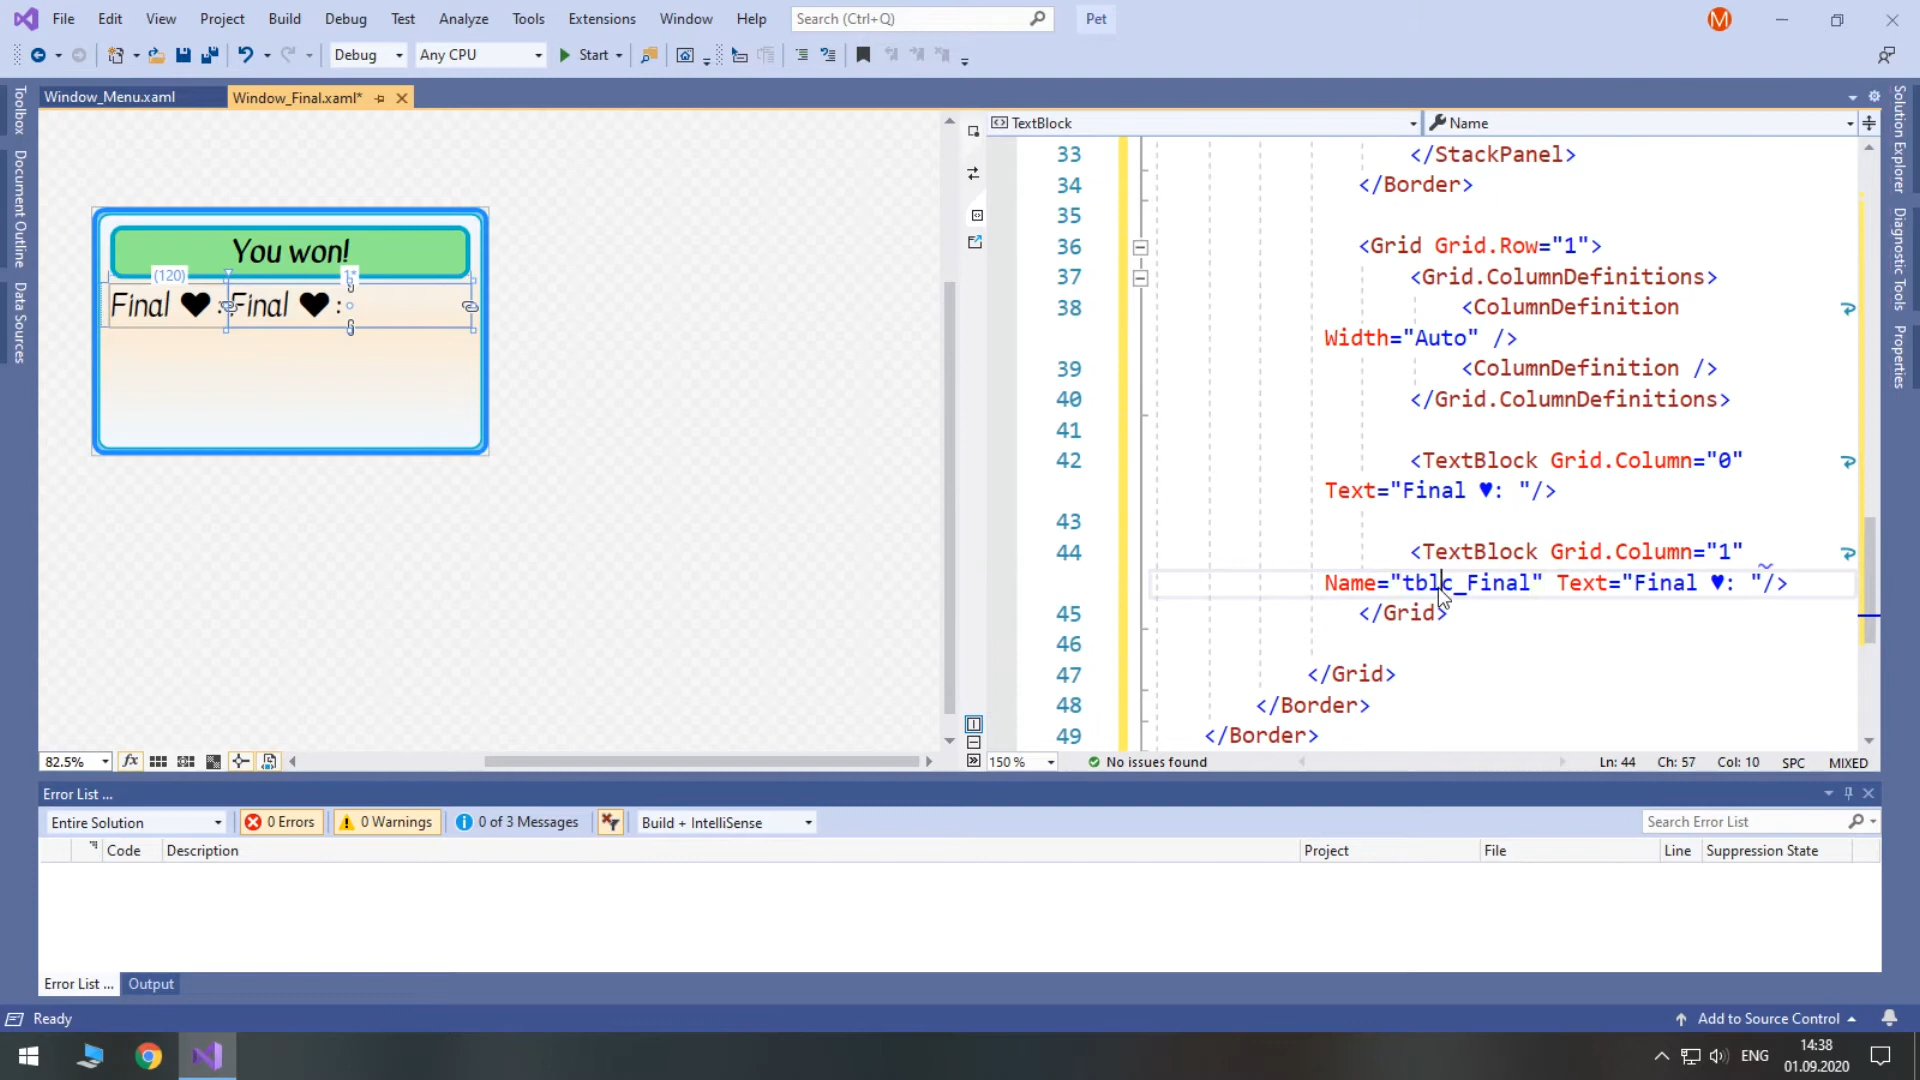 File Edit View Project Build Debug Test Analyze Tools Extensions Window Help Search (Ctrl+Q) Pet M
Debug Any CPU Start
Window_Menu.xaml Window_Final.xaml*
Toolbox
Document Outline
Data Sources
You won!
(120) 1*
Final ♥ : Final ♥ :
82.5% fx
TextBlock Name
33 </StackPanel>
34 </Border>
35
36 <Grid Grid.Row="1">
37 <Grid.ColumnDefinitions>
38 <ColumnDefinition
Width="Auto" />
39 <ColumnDefinition />
40 </Grid.ColumnDefinitions>
41
42 <TextBlock Grid.Column="0"
Text="Final ♥: "/>
43
44 <TextBlock Grid.Column="1"
Name="tblc_Final" Text="Final ♥: "/>
45 </Grid>
46
47 </Grid>
48 </Border>
49 </Border>
150 % No issues found Ln: 44 Ch: 57 Col: 10 SPC MIXED
Solution Explorer
Diagnostic Tools
Properties
Error List ...
Entire Solution 0 Errors 0 Warnings 0 of 3 Messages Build + IntelliSense Search Error List
Code Description Project File Line Suppression State
Error List ... Output
Ready Add to Source Control
ENG 14:38
01.09.2020